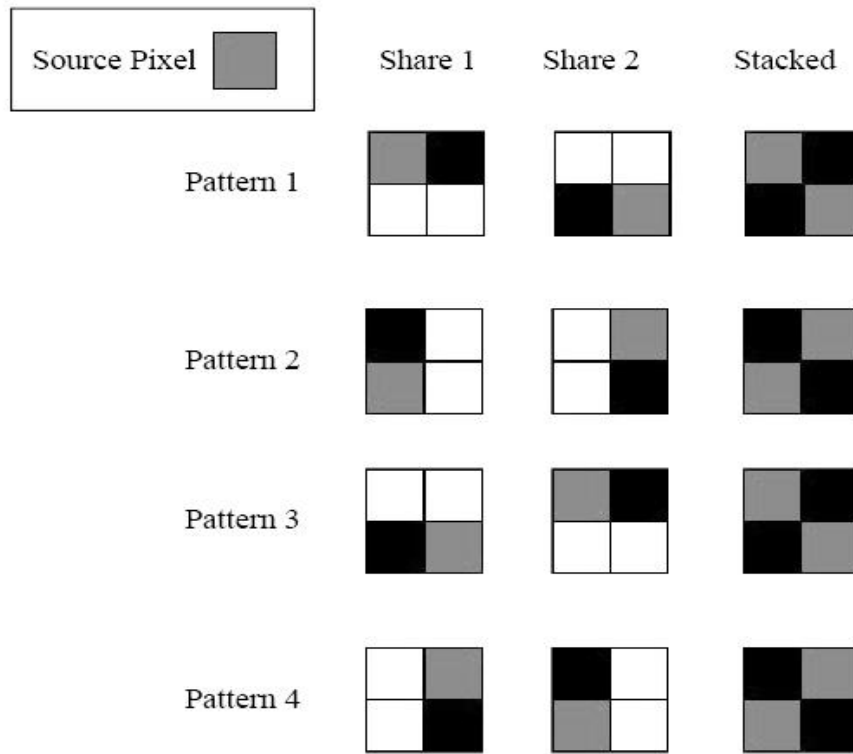 Source Pixel Share 1 Share 2 Stacked
Pattern 1
Pattern 2
Pattern 3
Pattern 4